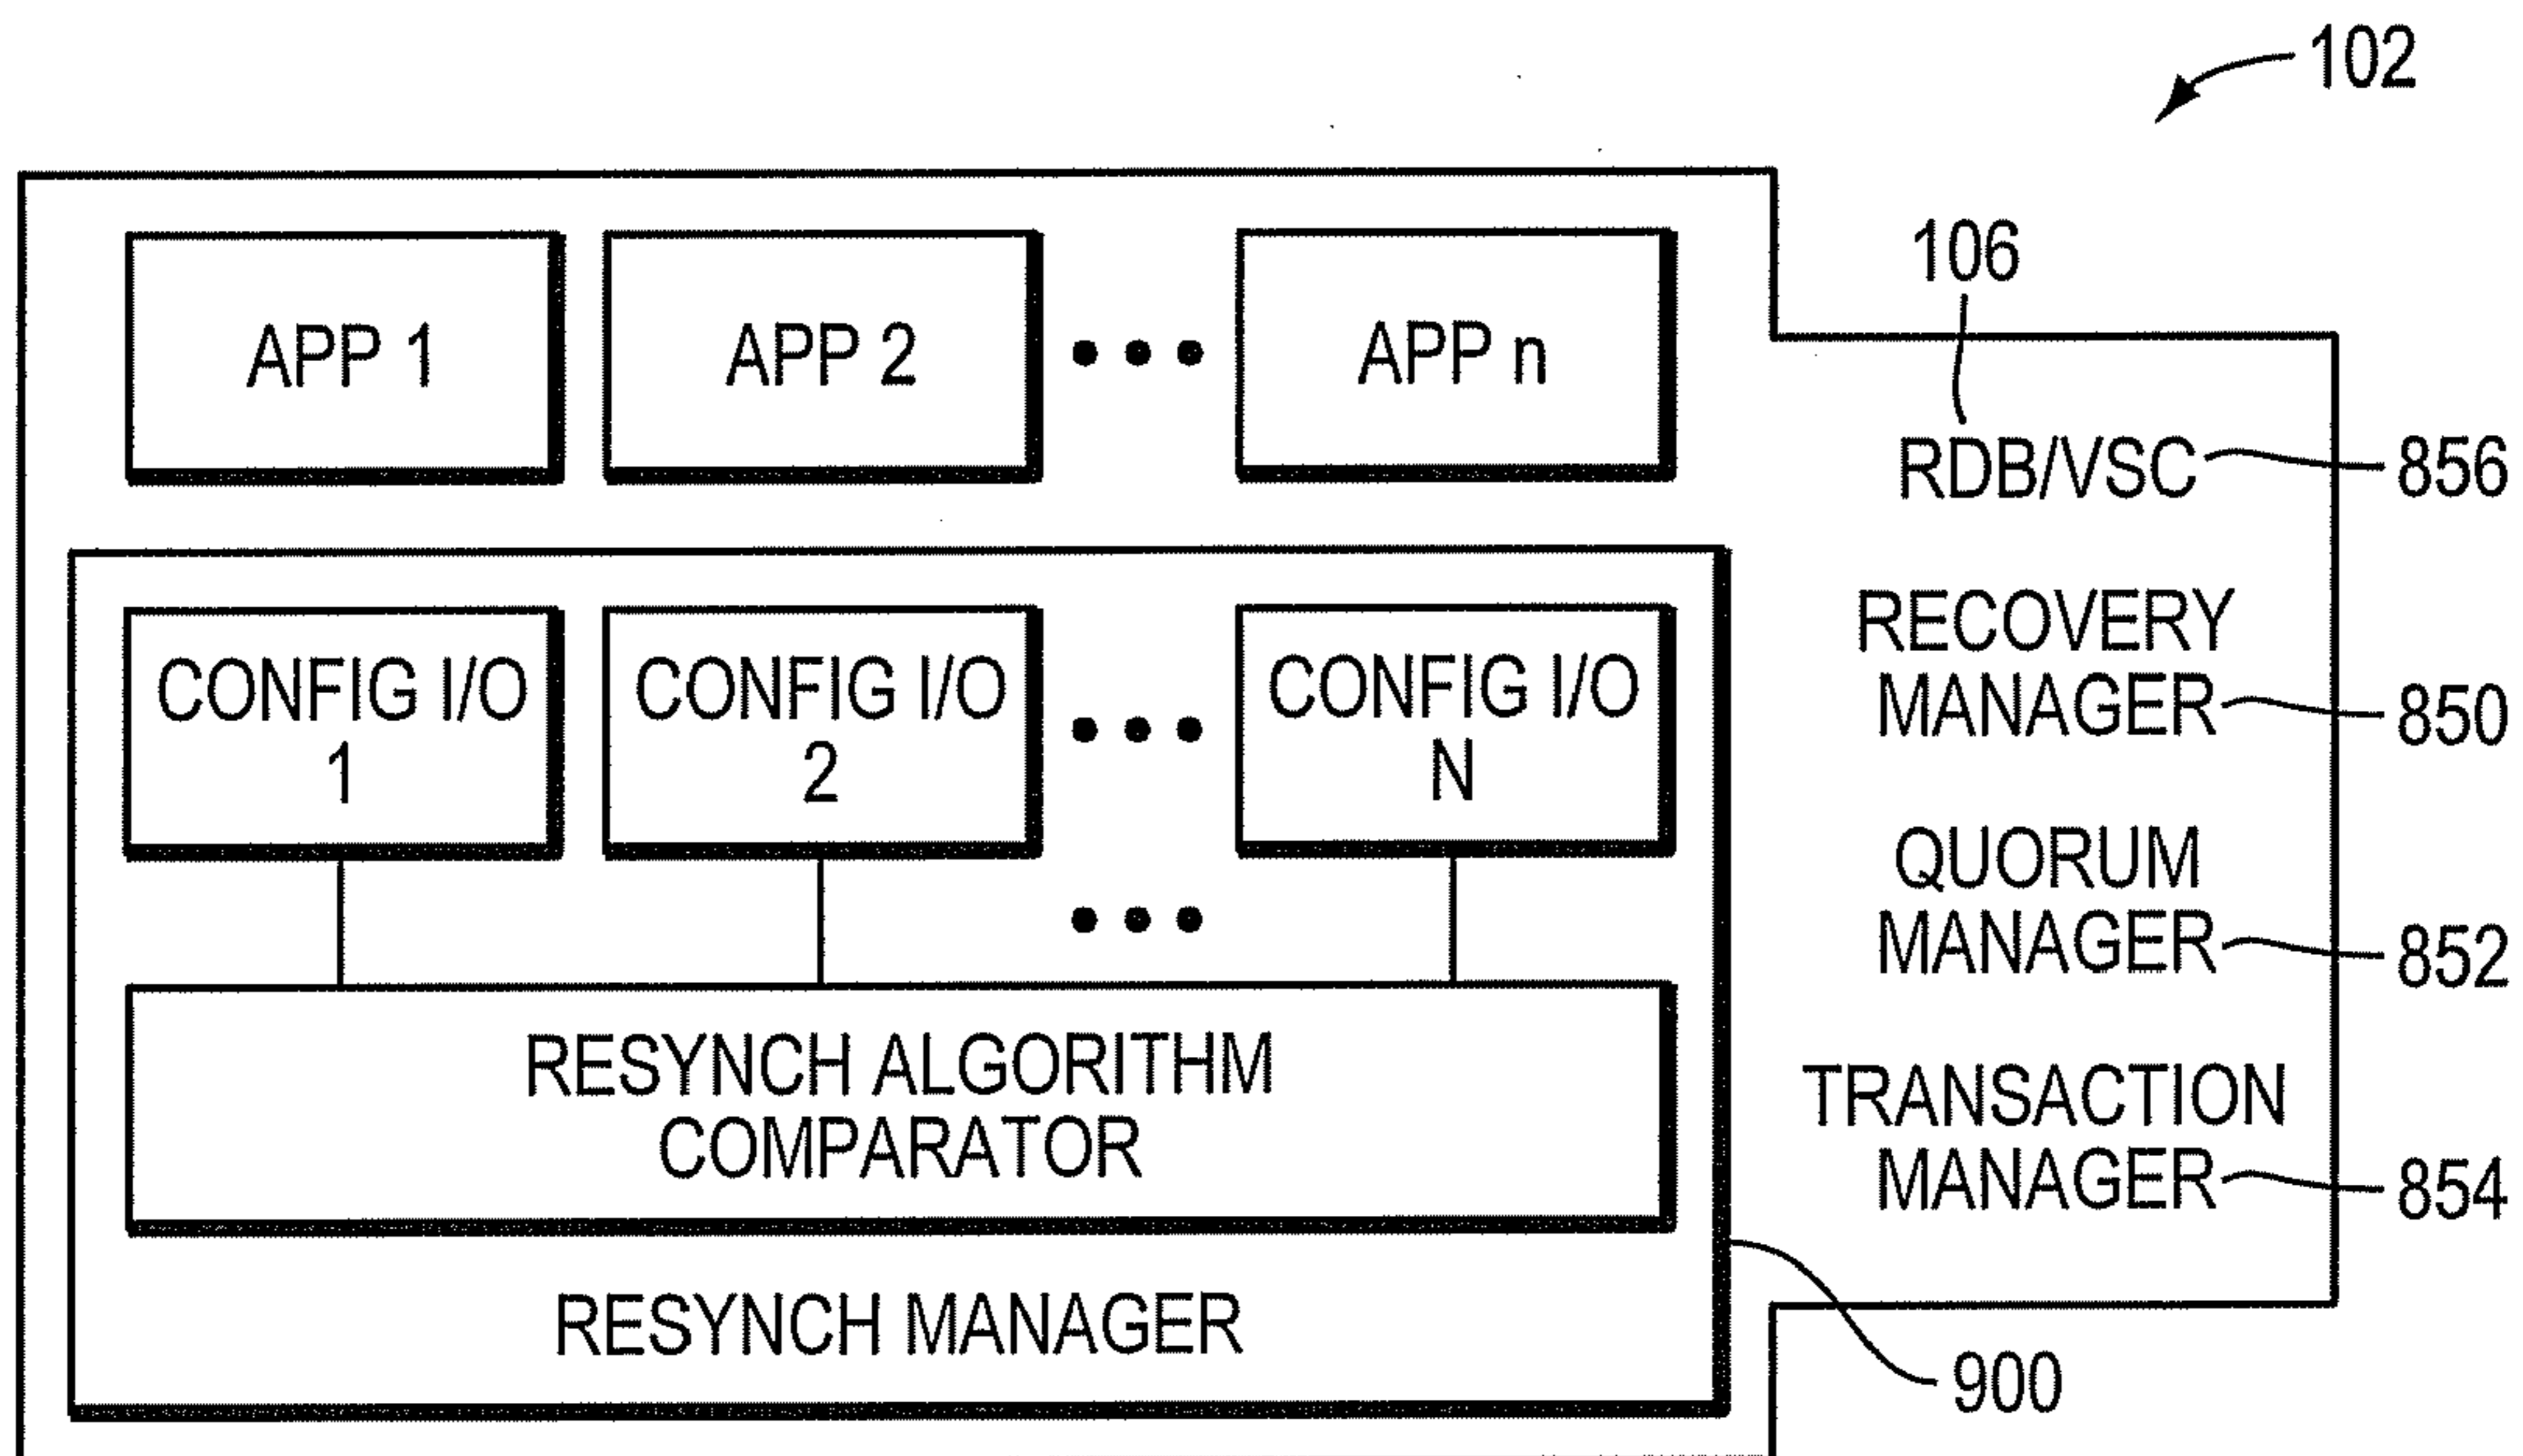 102
106
APP 1
APP 2
APP n
RDB/VSC
856
CONFIG I/O
1
CONFIG I/O
2
CONFIG I/O
N
RECOVERY
MANAGER
850
QUORUM
MANAGER
852
RESYNCH ALGORITHM
COMPARATOR
TRANSACTION
MANAGER
854
RESYNCH MANAGER
900